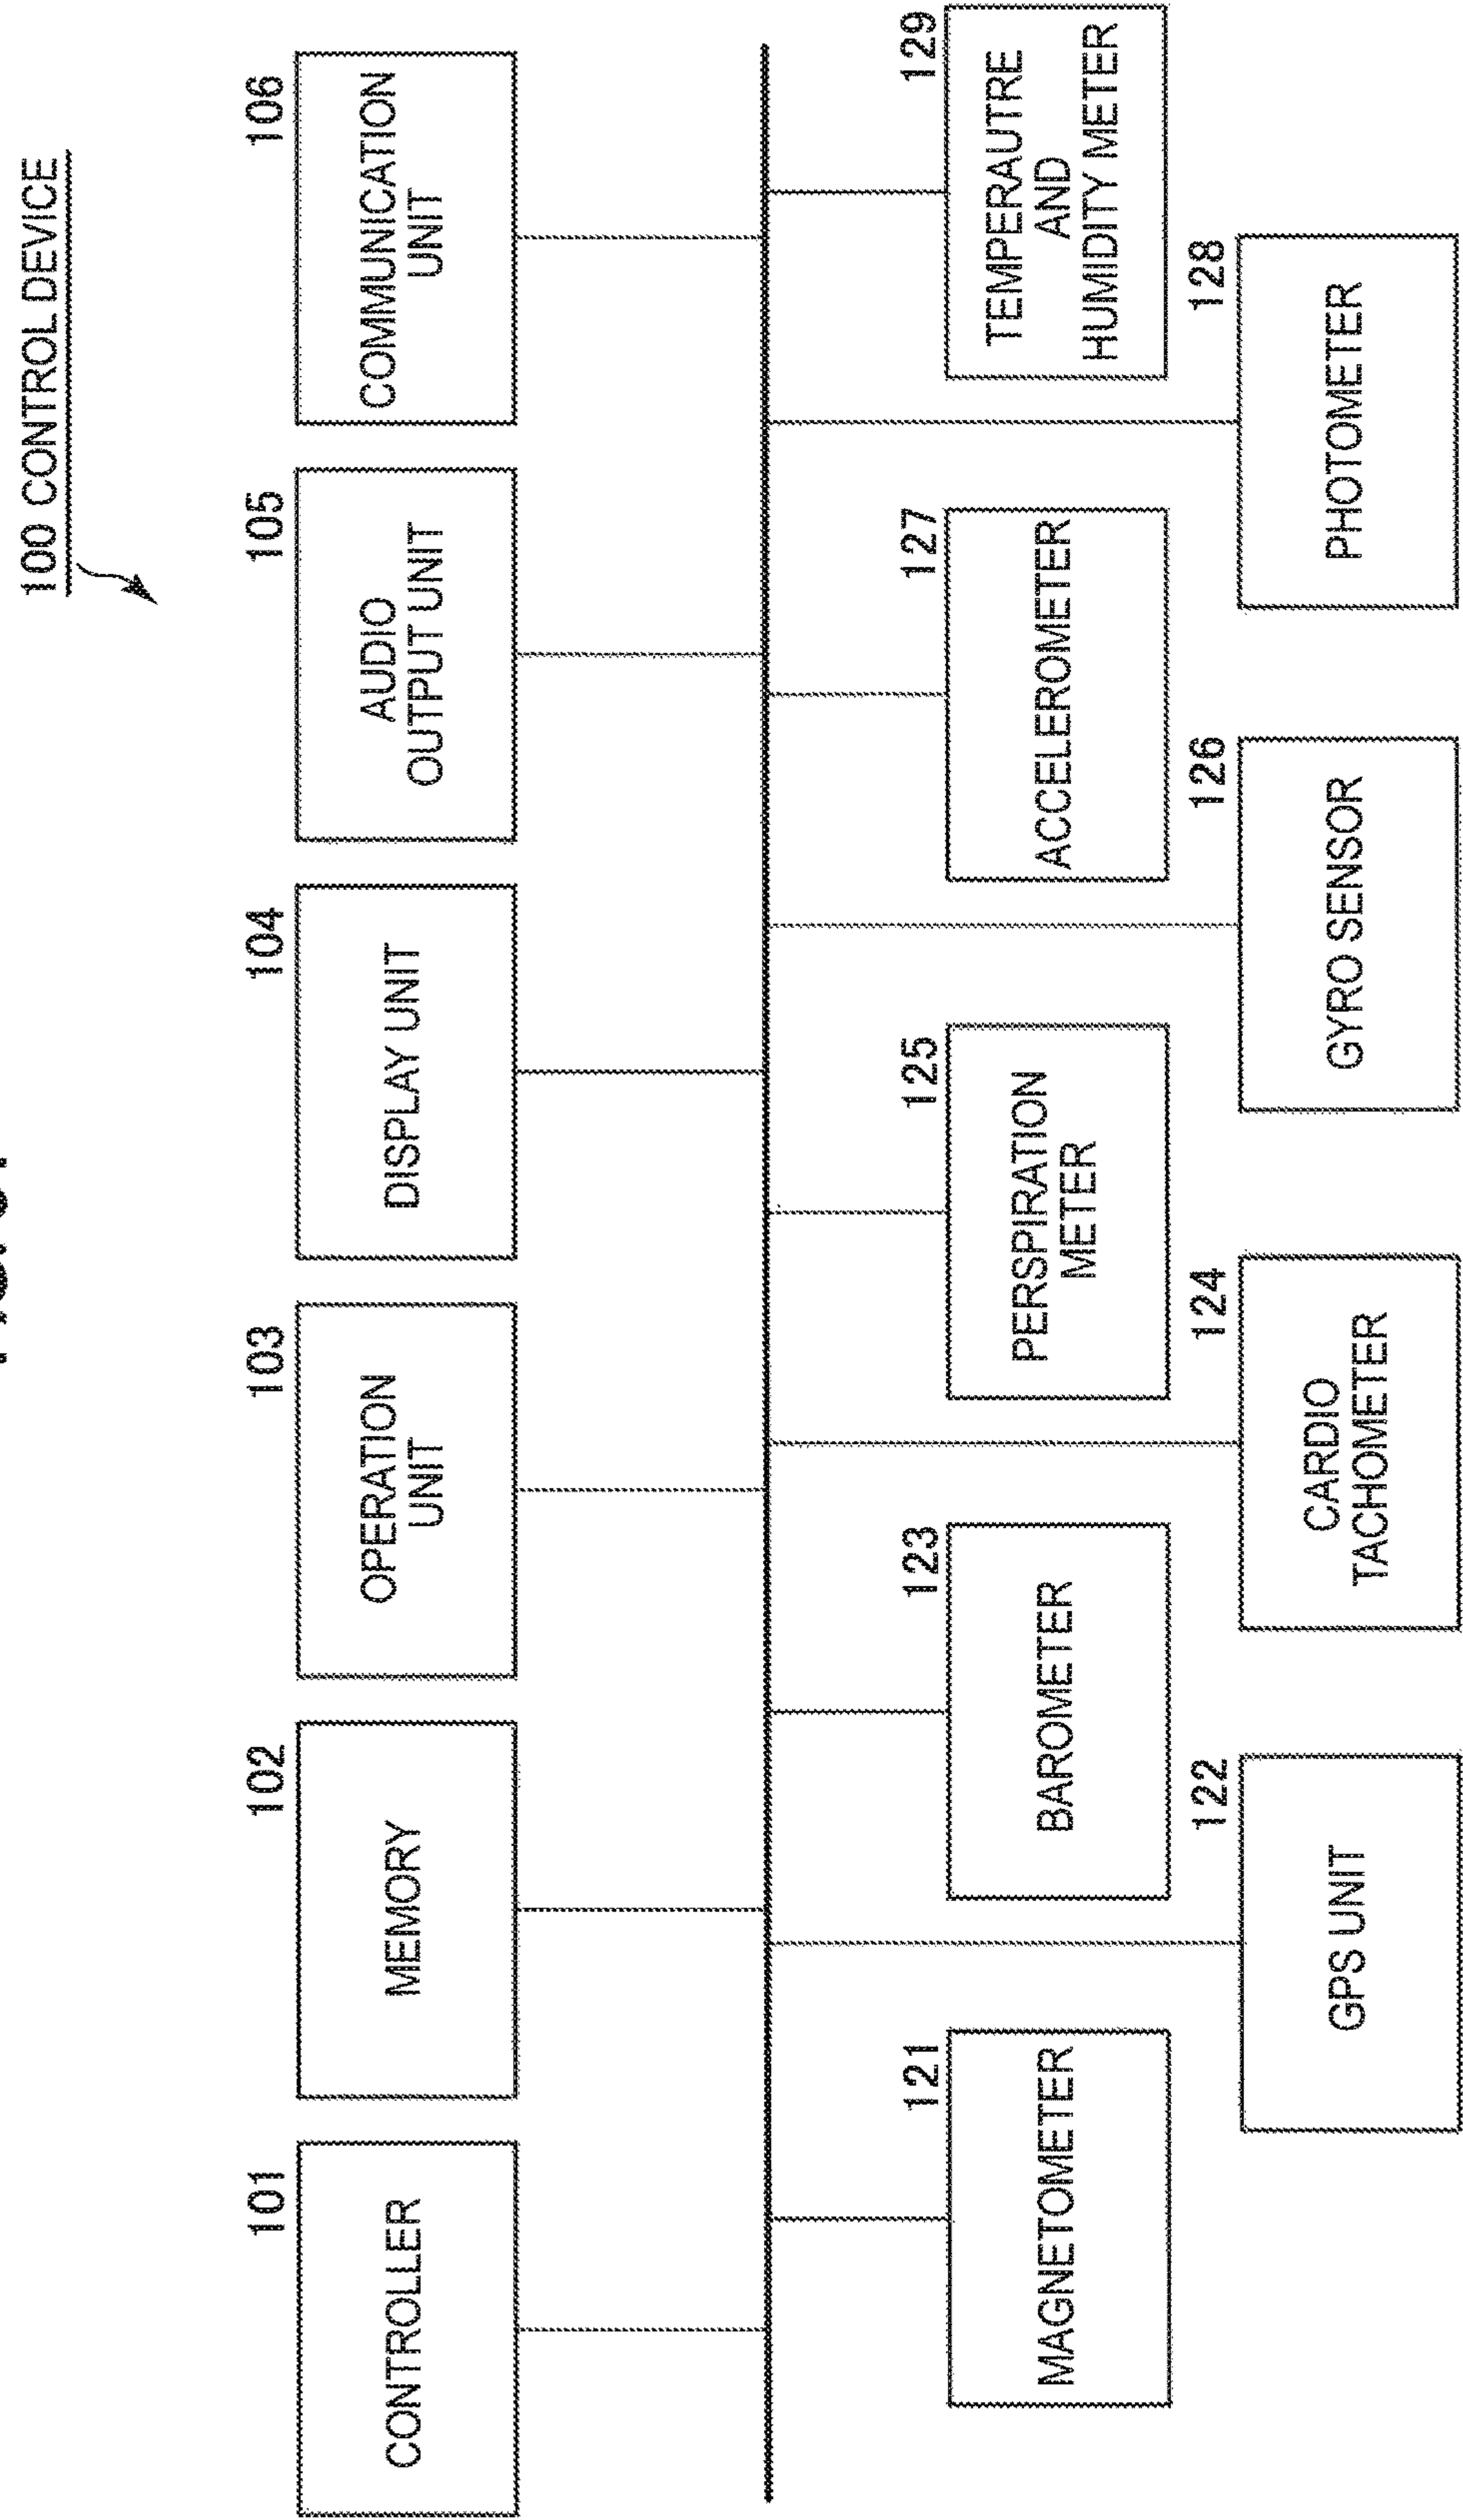 100 CONTROL DEVICE
101
CONTROLLER
102
MEMORY
103
OPERATION
UNIT
104
DISPLAY UNIT
105
AUDIO
OUTPUT UNIT
106
COMMUNICATION
UNIT
121
MAGNETOMETER
122
GPS UNIT
123
BAROMETER
124
CARDIO
TACHOMETER
125
PERSPIRATION
METER
126
GYRO SENSOR
127
ACCELEROMETER
128
PHOTOMETER
129
TEMPERAUTRE
AND
HUMIDITY METER